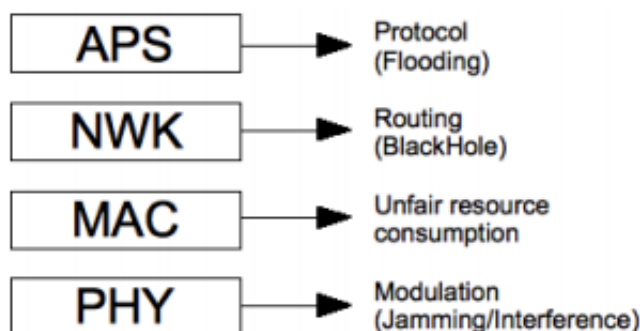 APS
Protocol
(Flooding)
NWK
Routing
(BlackHole)
MAC
Unfair resource
consumption
PHY
Modulation
(Jamming/Interference)